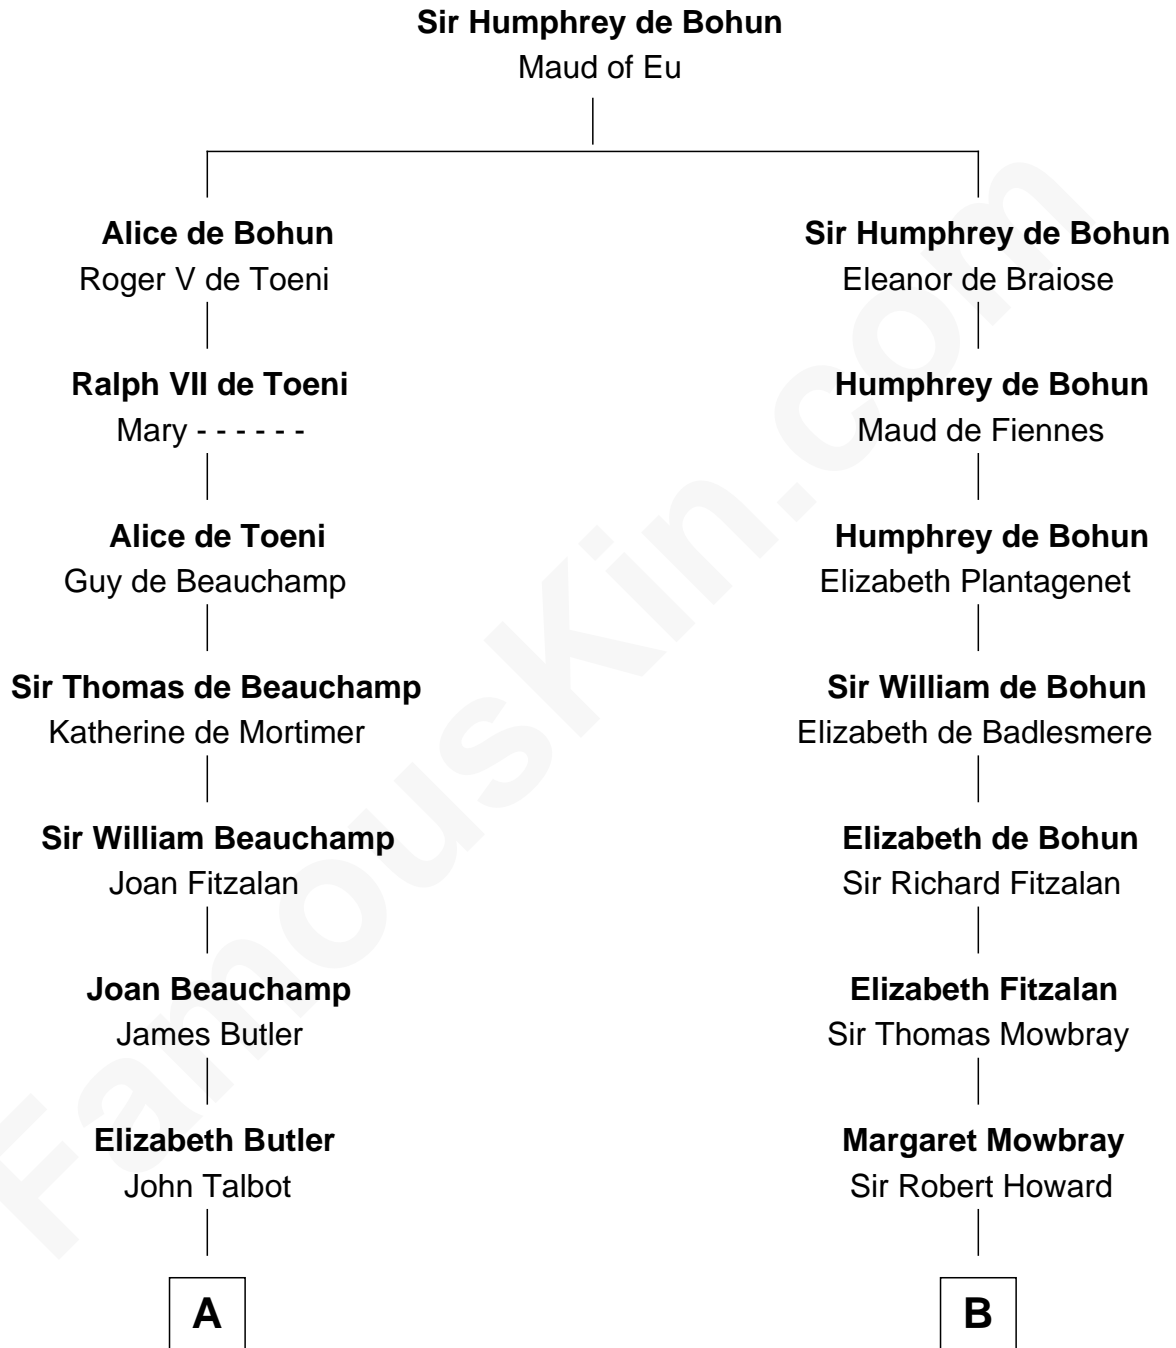 Sir Humphrey de Bohun
Maud of Eu
Alice de Bohun
Roger V de Toeni
Ralph VII de Toeni
Mary - - - - - -
Alice de Toeni
Guy de Beauchamp
Sir Thomas de Beauchamp
Katherine de Mortimer
Sir William Beauchamp
Joan Fitzalan
Joan Beauchamp
James Butler
Elizabeth Butler
John Talbot
A
Sir Humphrey de Bohun
Eleanor de Braiose
Humphrey de Bohun
Maud de Fiennes
Humphrey de Bohun
Elizabeth Plantagenet
Sir William de Bohun
Elizabeth de Badlesmere
Elizabeth de Bohun
Sir Richard Fitzalan
Elizabeth Fitzalan
Sir Thomas Mowbray
Margaret Mowbray
Sir Robert Howard
B
FamousKin.com